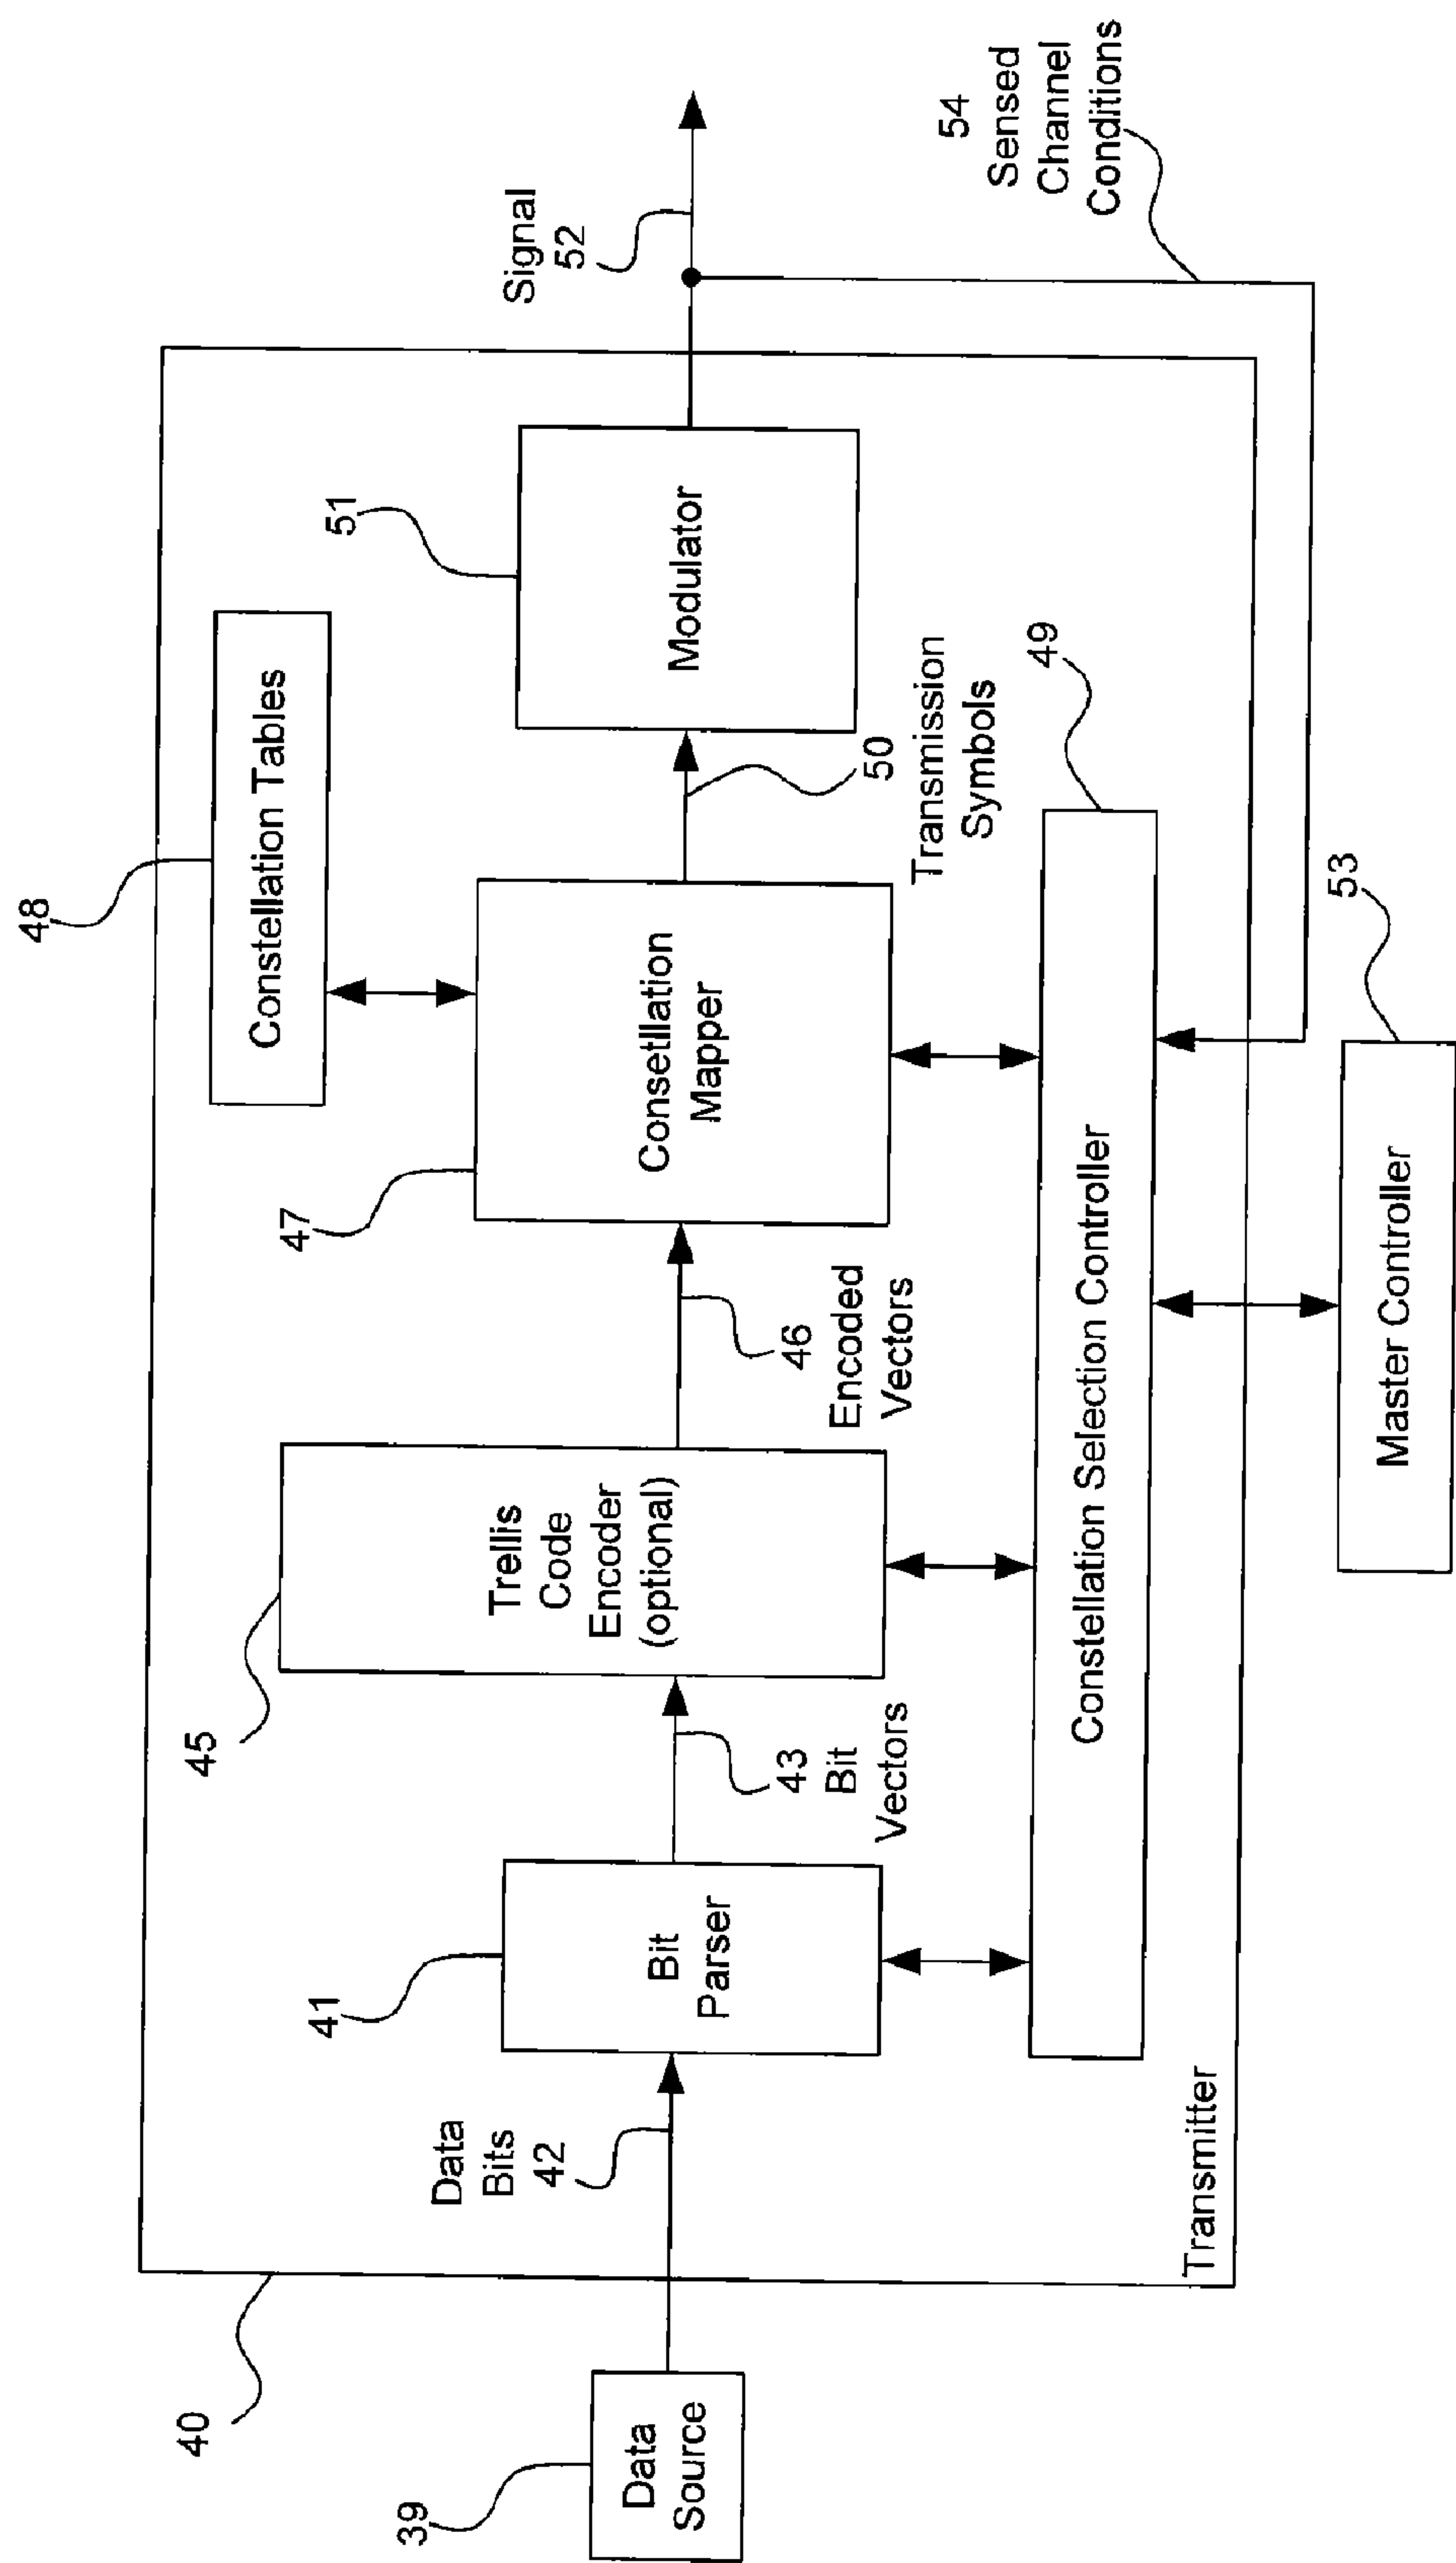 48
Constellation Tables
51
Modulator
Signal
52
54
Sensed
Channel
Conditions
47
Consetllation
Mapper
50
Transmission
Symbols
45
Trellis
Code
Encoder
(optional)
46
Encoded
Vectors
41
Bit
Parser
43
Bit
Vectors
Data
Bits
42
40
39
Data
Source
49
Constellation Selection Controller
Transmitter
53
Master Controller